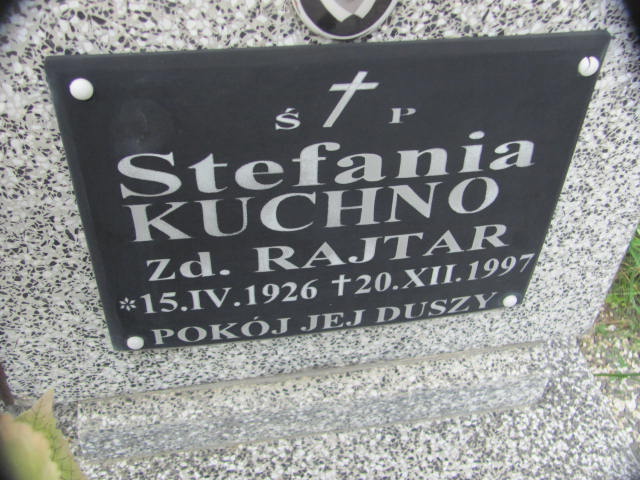 Ś P
Stefania
KUCHNO
Zd. RAJTAR
*15.IV.1926 †20.XII.1997
POKÓJ JEJ DUSZY